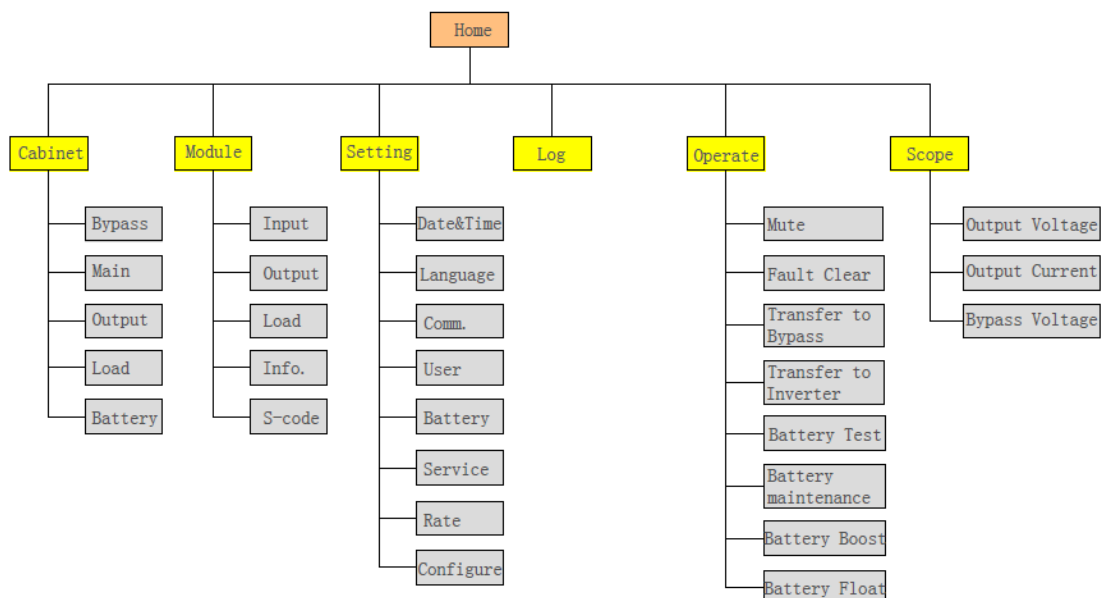 Home
Cabinet
Module
Setting
Log
Operate
Scope
Bypass
Main
Output
Load
Battery
Input
Output
Load
Info.
S-code
Date&Time
Language
Comm.
User
Battery
Service
Rate
Configure
Mute
Fault Clear
Transfer to
Bypass
Transfer to
Inverter
Battery Test
Battery
maintenance
Battery Boost
Battery Float
Output Voltage
Output Current
Bypass Voltage